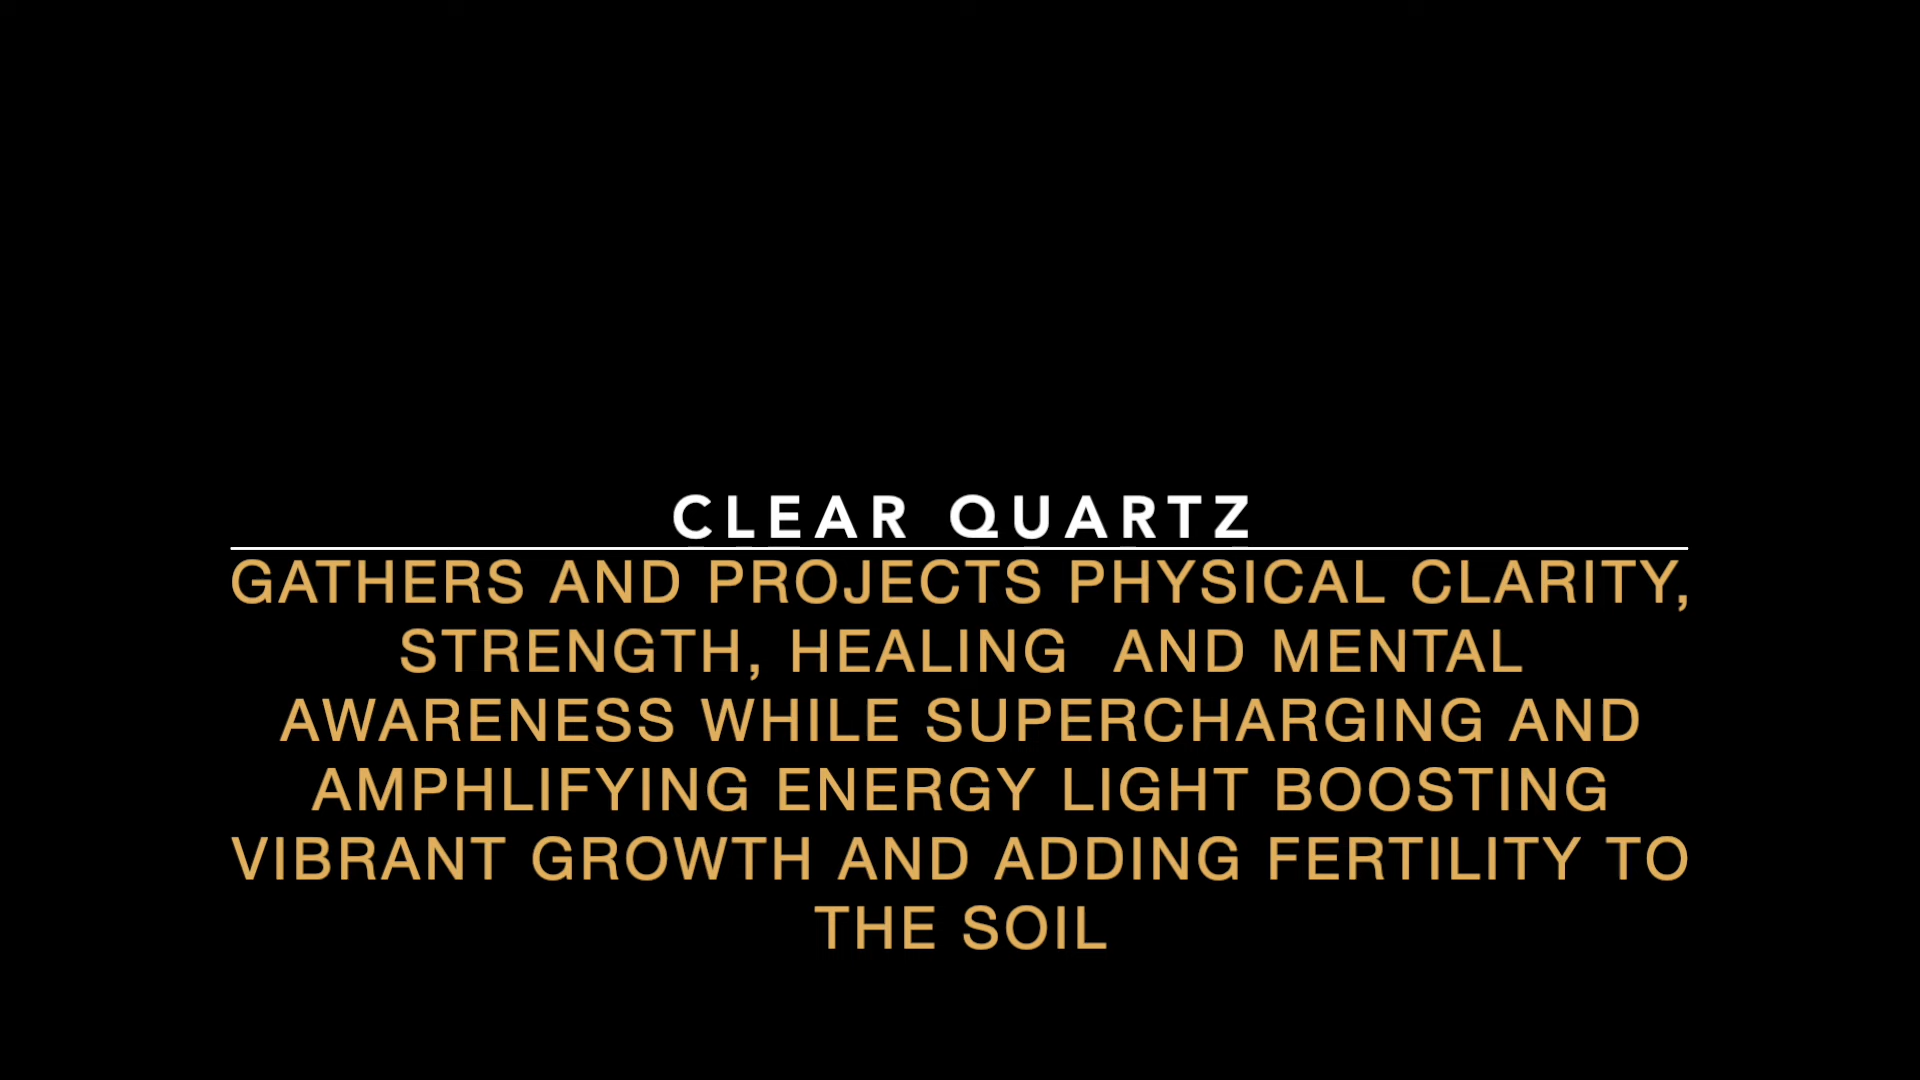 CLEAR QUARTZ
GATHERS AND PROJECTS PHYSICAL CLARITY,
STRENGTH, HEALING  AND MENTAL
AWARENESS WHILE SUPERCHARGING AND
AMPHLIFYING ENERGY LIGHT BOOSTING
VIBRANT GROWTH AND ADDING FERTILITY TO
THE SOIL